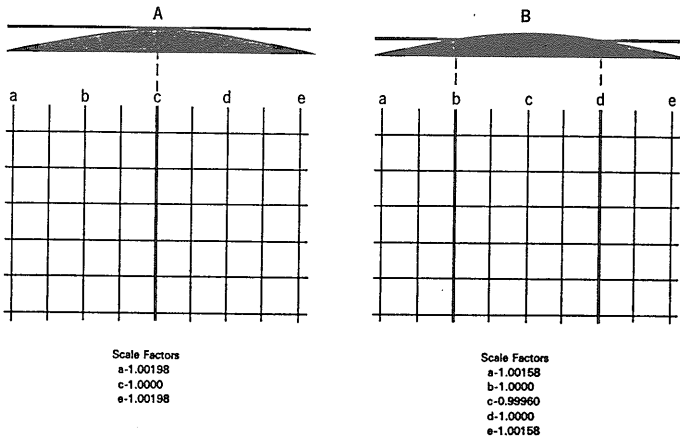 A
a b c d e
Scale Factors
a-1.00198
c-1.0000
e-1.00198
B
a b c d e
Scale Factors
a-1.00158
b-1.0000
c-0.99960
d-1.0000
e-1.00158